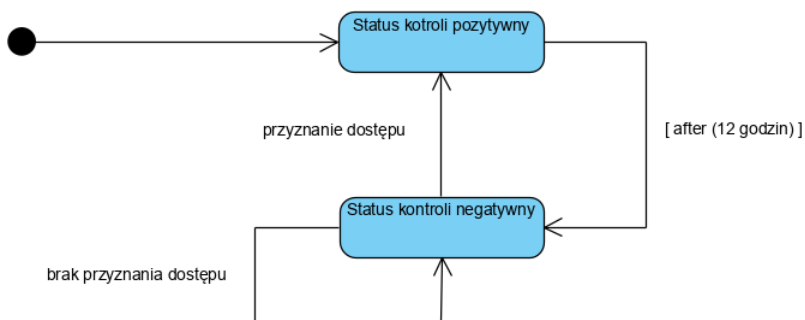 Status kotroli pozytywny
przyznanie dostępu
[ after (12 godzin) ]
Status kontroli negatywny
brak przyznania dostępu